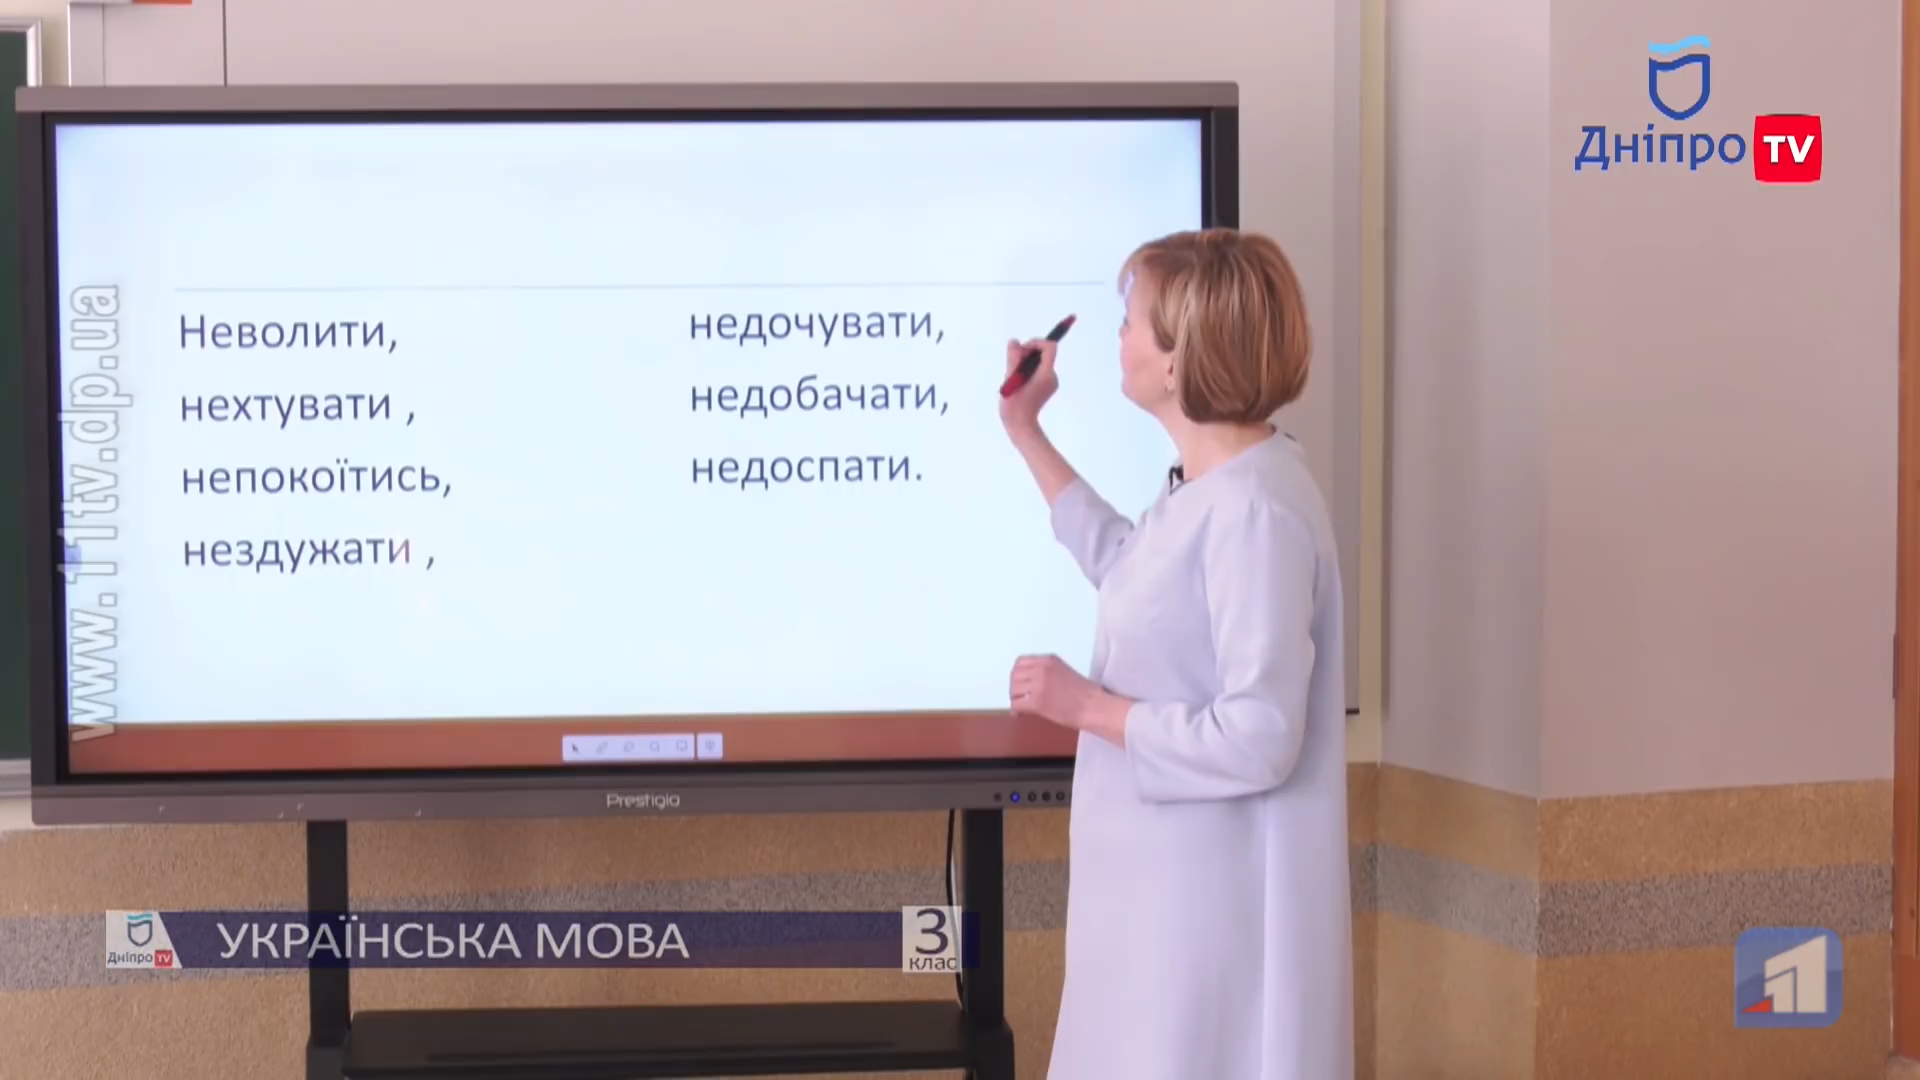 Дніпро TV
www.11tv.dp.ua
Неволити,
нехтувати ,
непокоїтись,
нездужати ,
недочувати,
недобачати,
недоспати.
Prestigio
Дніпро TV
УКРАЇНСЬКА МОВА
3
клас
11